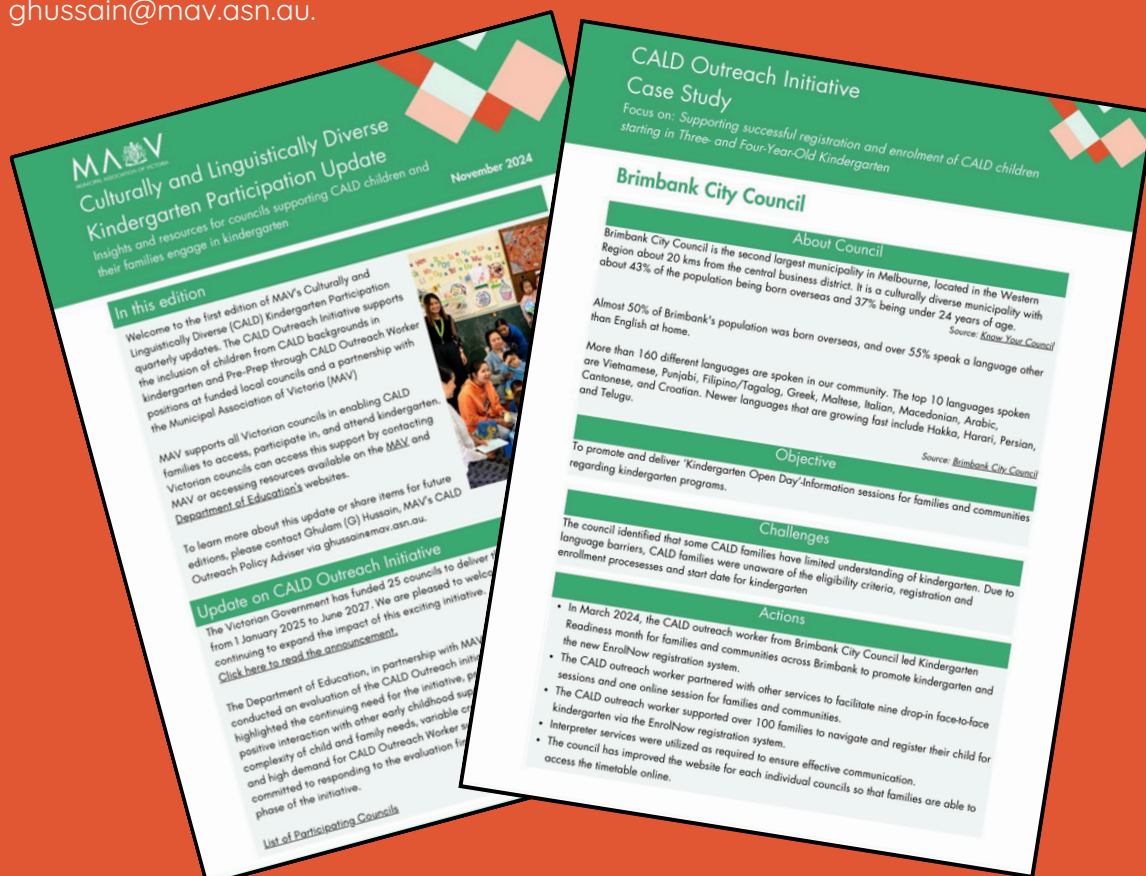 ghussain@mav.asn.au.
MAV
MUNICIPAL ASSOCIATION OF VICTORIA
Culturally and Linguistically Diverse
Kindergarten Participation Update
Insights and resources for councils supporting CALD children and
their families engage in kindergarten
November 2024
In this edition
Welcome to the first edition of MAV's Culturally and
Linguistically Diverse (CALD) Kindergarten Participation
quarterly updates. The CALD Outreach Initiative supports
the inclusion of children from CALD backgrounds in
kindergarten and Pre-Prep through CALD Outreach Worker
positions at funded local councils and a partnership with
the Municipal Association of Victoria (MAV)
MAV supports all Victorian councils in enabling CALD
families to access, participate in, and attend kindergarten.
Victorian councils can access this support by contacting
MAV or accessing resources available on the MAV and
Department of Education's websites.
To learn more about this update or share items for future
editions, please contact Ghulam (G) Hussain, MAV's CALD
Outreach Policy Adviser via ghussain@mav.asn.au.
Update on CALD Outreach Initiative
The Victorian Government has funded 25 councils to deliver
from 1 January 2025 to June 2027. We are pleased to
continuing to expand the impact of this exciting initiative.
Click here to read the announcement.
The Department of Education, in partnership with MAV
conducted an evaluation of the CALD Outreach
highlighted the continuing need for the initiative,
positive interaction with other early childhood
complexity of child and family needs, variable
and high demand for CALD Outreach Worker
committed to responding to the evaluation
phase of the initiative.
List of Participating Councils
CALD Outreach Initiative
Case Study
Focus on: Supporting successful registration and enrolment of CALD children
starting in Three- and Four-Year-Old Kindergarten
Brimbank City Council
About Council
Brimbank City Council is the second largest municipality in Melbourne, located in the Western
Region about 20 kms from the central business district. It is a culturally diverse municipality with
about 43% of the population being born overseas and 37% being under 24 years of age.
Source: Know Your Council
Almost 50% of Brimbank's population was born overseas, and over 55% speak a language other
than English at home.
More than 160 different languages are spoken in our community. The top 10 languages spoken
are Vietnamese, Punjabi, Filipino/Tagalog, Greek, Maltese, Italian, Macedonian, Arabic,
Cantonese, and Croatian. Newer languages that are growing fast include Hakka, Harari, Persian,
and Telugu.
Source: Brimbank City Council
Objective
To promote and deliver 'Kindergarten Open Day'-Information sessions for families and communities
regarding kindergarten programs.
Challenges
The council identified that some CALD families have limited understanding of kindergarten. Due to
language barriers, CALD families were unaware of the eligibility criteria, registration and
enrollment procesesses and start date for kindergarten
Actions
• In March 2024, the CALD outreach worker from Brimbank City Council led Kindergarten
Readiness month for families and communities across Brimbank to promote kindergarten and
the new EnrolNow registration system.
• The CALD outreach worker partnered with other services to facilitate nine drop-in face-to-face
sessions and one online session for families and communities.
• The CALD outreach worker supported over 100 families to navigate and register their child for
kindergarten via the EnrolNow registration system.
• Interpreter services were utilized as required to ensure effective communication.
• The council has improved the website for each individual councils so that families are able to
access the timetable online.